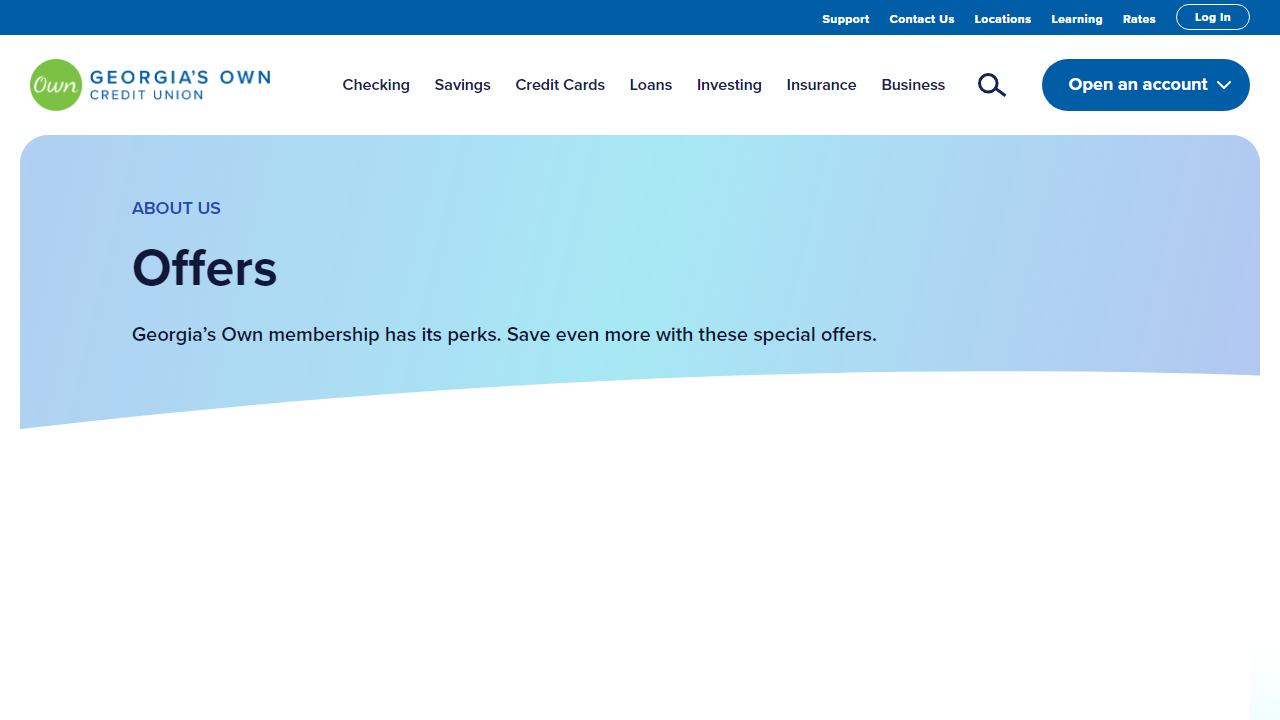 Support Contact Us Locations Learning Rates Log In
Own GEORGIA'S OWN
CREDIT UNION
Checking Savings Credit Cards Loans Investing Insurance Business Open an account
ABOUT US
Offers
Georgia’s Own membership has its perks. Save even more with these special offers.